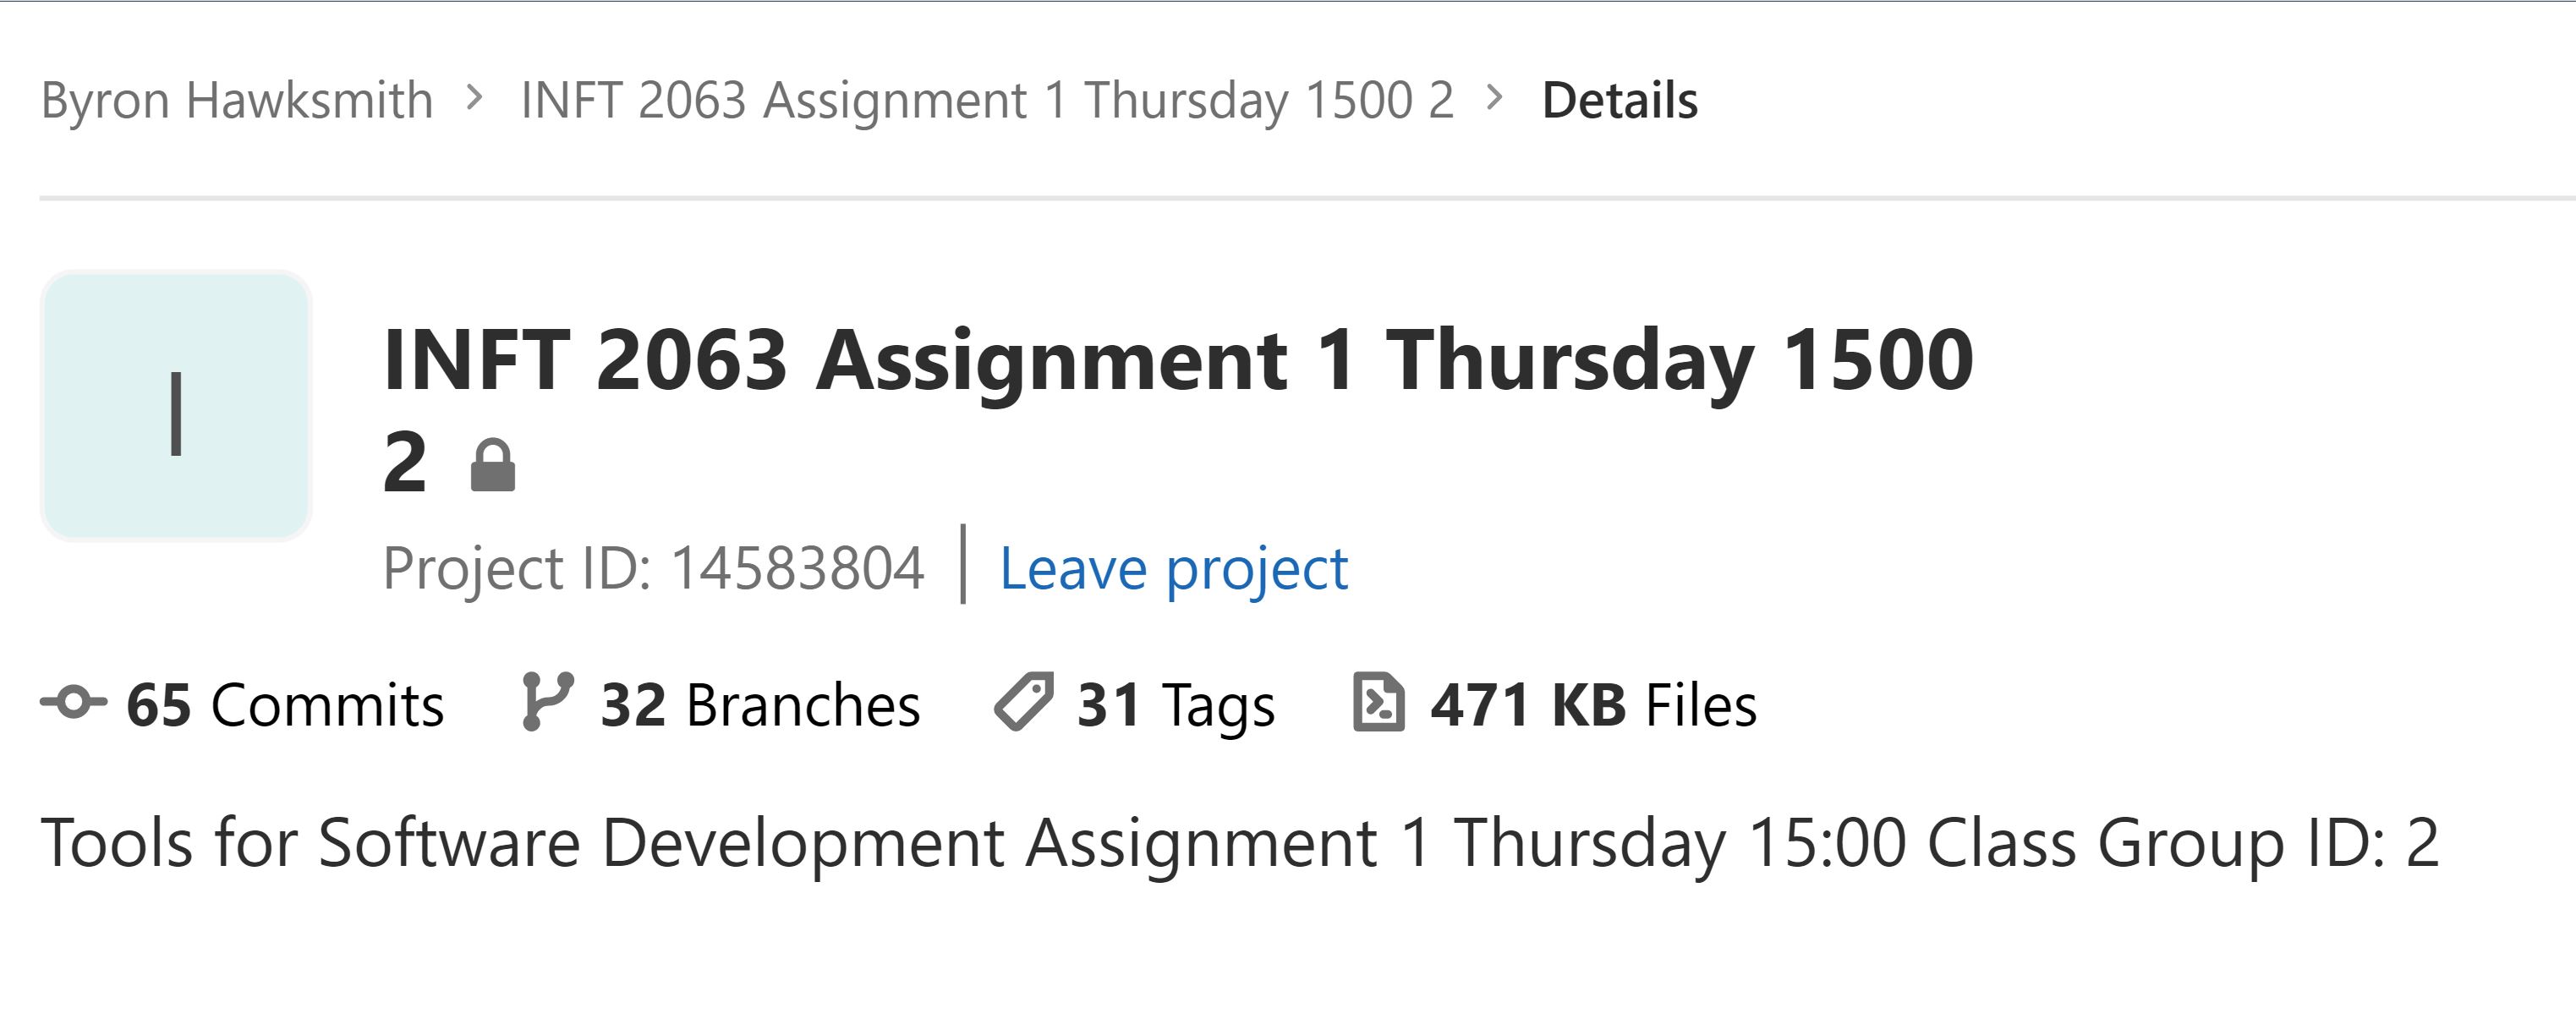 Byron Hawksmith > INFT 2063 Assignment 1 Thursday 1500 2 > Details
I
INFT 2063 Assignment 1 Thursday 1500
2
Project ID: 14583804 | Leave project
65 Commits 32 Branches 31 Tags 471 KB Files
Tools for Software Development Assignment 1 Thursday 15:00 Class Group ID: 2